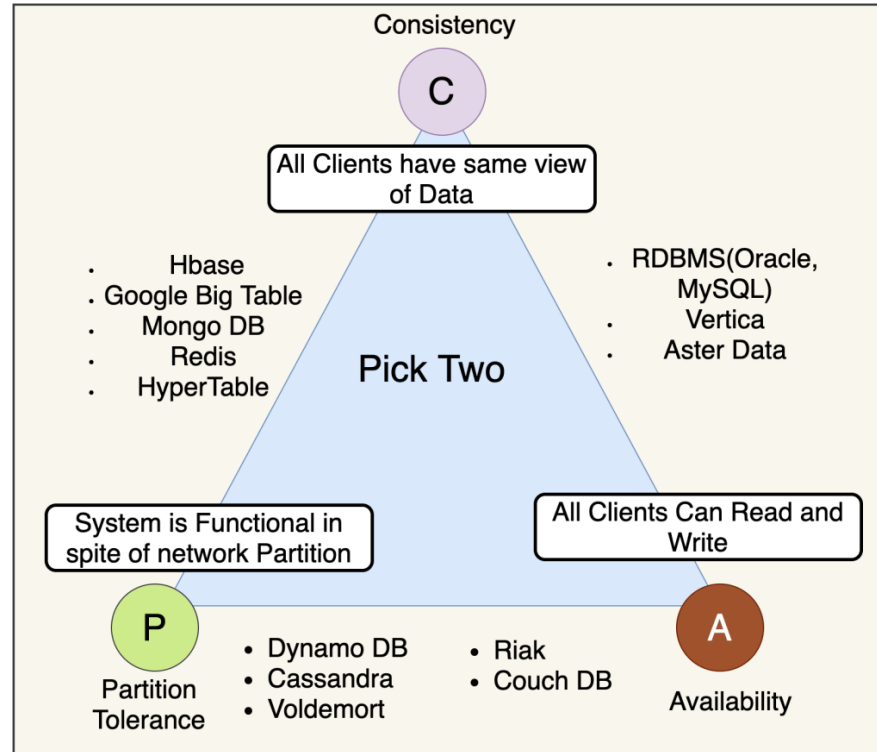 Consistency
C
All Clients have same view
of Data
• Hbase
• Google Big Table
• Mongo DB
• Redis
• HyperTable
• RDBMS(Oracle,
MySQL)
• Vertica
• Aster Data
Pick Two
System is Functional in
spite of network Partition
All Clients Can Read and
Write
P
Partition
Tolerance
• Dynamo DB
• Cassandra
• Voldemort
• Riak
• Couch DB
A
Availability